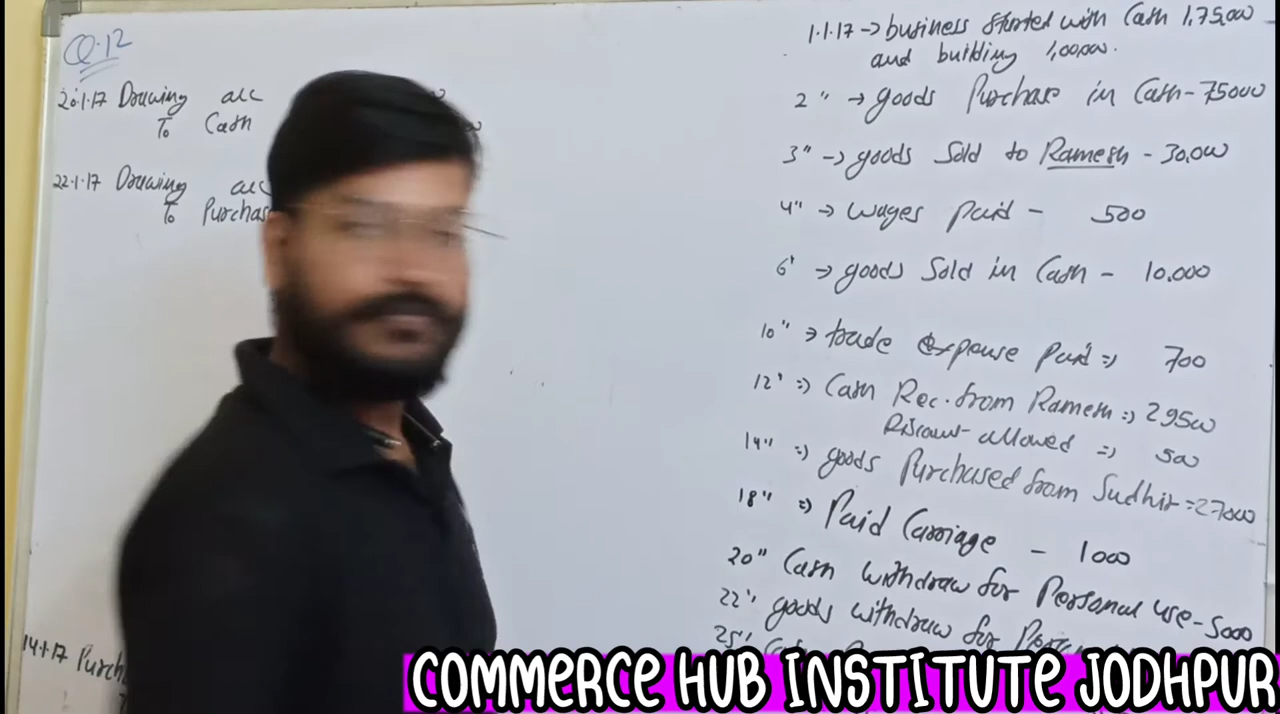 Q.12
20.1.17 Drawing a/c
To Cash
22.1.17 Drawing a/c
To Purchas
14.1.17 Purch
1.1.17 → business started with Cash 1,75,000
and building 1,00,000.
2 " → goods Purchase in Cash - 75000
3 " → goods Sold to Ramesh - 30,000
4 " → wages Paid - 500
6 ' → goods Sold in Cash - 10,000
10 " ⇒ trade Expense Paid ⇒ 700
12 ' ⇒ Cash Rec. from Ramesh ⇒ 29500
Discount allowed ⇒ 500
14 " ⇒ goods Purchased from Sudhir = 27000
18 " ⇒ Paid Carriage - 1000
20 " Cash withdraw for Personal use - 5000
22 ' goods withdraw for
25 '
COMMERCE HUB INSTITUTE JODHPUR